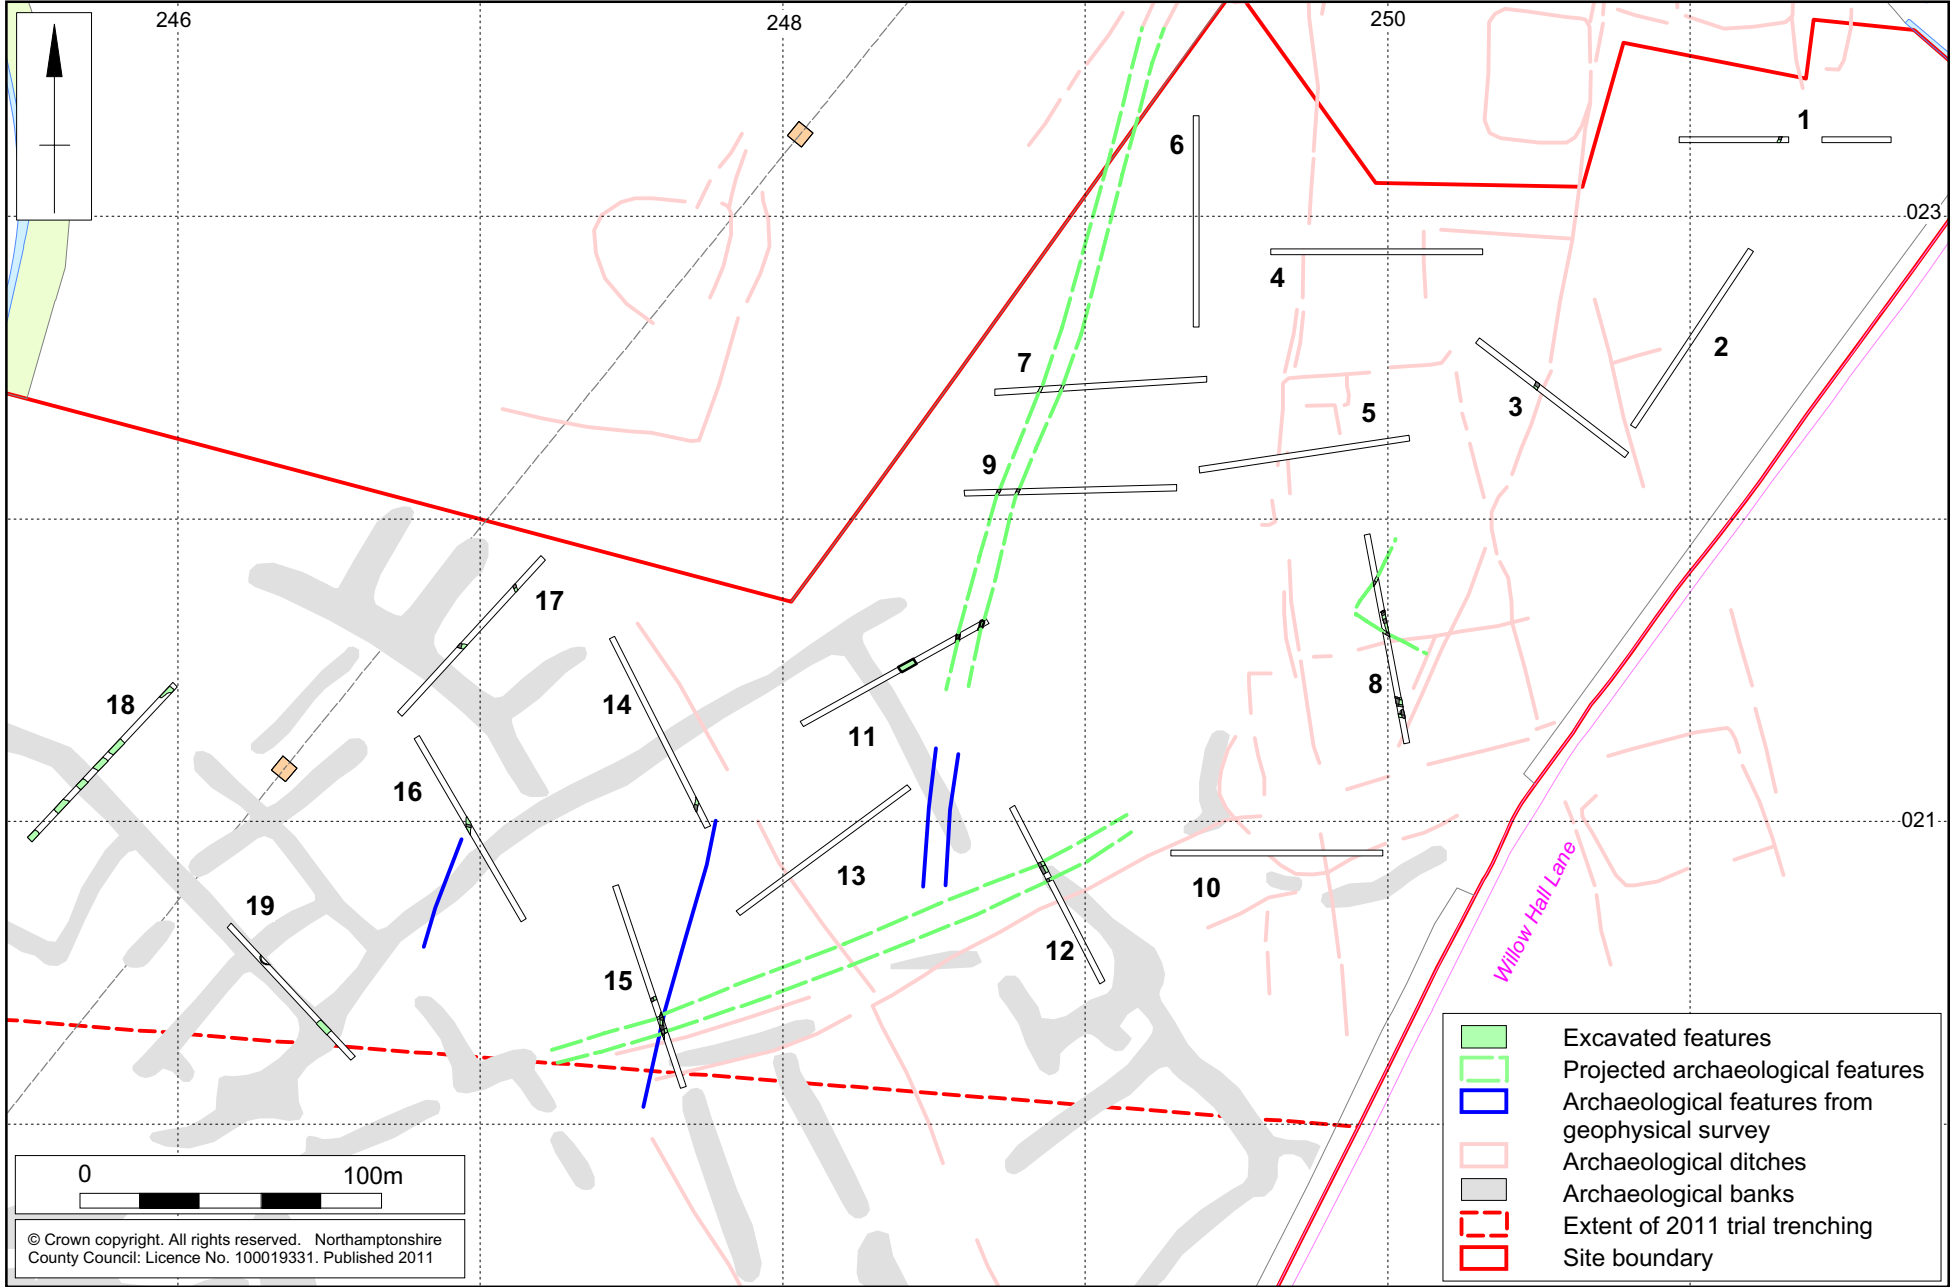 246
248
250
1
6
023
4
2
7
3
5
9
17
18
14
8
11
16
021
13
10
19
12
15
Willow Hall Lane
Excavated features
Projected archaeological features
Archaeological features from
geophysical survey
Archaeological ditches
Archaeological banks
Extent of 2011 trial trenching
Site boundary
0 100m
© Crown copyright. All rights reserved. Northamptonshire
County Council: Licence No. 100019331. Published 2011